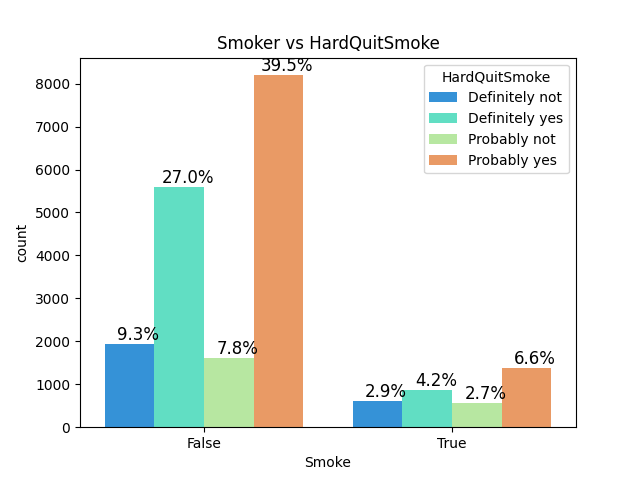 Smoker vs HardQuitSmoke
HardQuitSmoke
Definitely not
Definitely yes
Probably not
Probably yes
count
8000
7000
6000
5000
4000
3000
2000
1000
0
9.3%
27.0%
7.8%
39.5%
2.9%
4.2%
2.7%
6.6%
False
True
Smoke